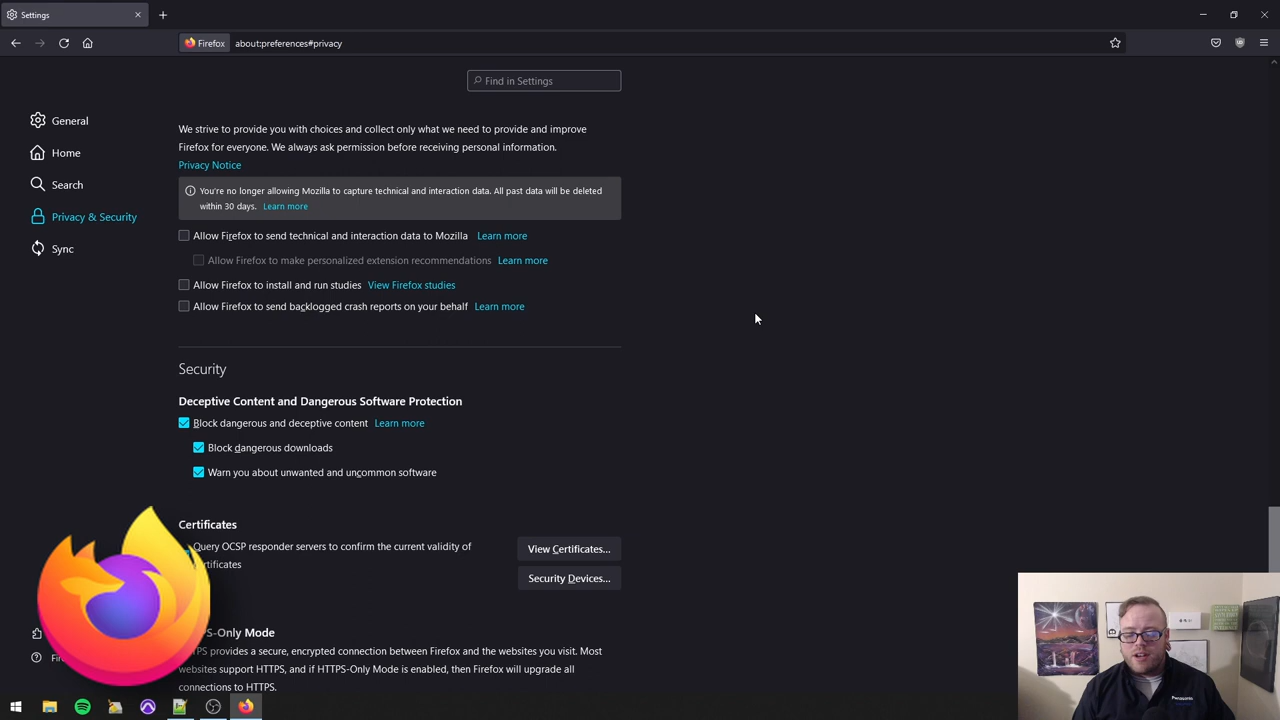 Settings
Firefox
about:preferences#privacy
Find in Settings
General
Home
Search
Privacy & Security
Sync
We strive to provide you with choices and collect only what we need to provide and improve
Firefox for everyone. We always ask permission before receiving personal information.
Privacy Notice
You're no longer allowing Mozilla to capture technical and interaction data. All past data will be deleted
within 30 days. Learn more
Allow Firefox to send technical and interaction data to Mozilla Learn more
Allow Firefox to make personalized extension recommendations Learn more
Allow Firefox to install and run studies View Firefox studies
Allow Firefox to send backlogged crash reports on your behalf Learn more
Security
Deceptive Content and Dangerous Software Protection
Block dangerous and deceptive content Learn more
Block dangerous downloads
Warn you about unwanted and uncommon software
Certificates
Query OCSP responder servers to confirm the current validity of
ertificates
View Certificates...
Security Devices...
PS-Only Mode
TPS provides a secure, encrypted connection between Firefox and the websites you visit. Most
websites support HTTPS, and if HTTPS-Only Mode is enabled, then Firefox will upgrade all
connections to HTTPS.
Fir
Panasonic